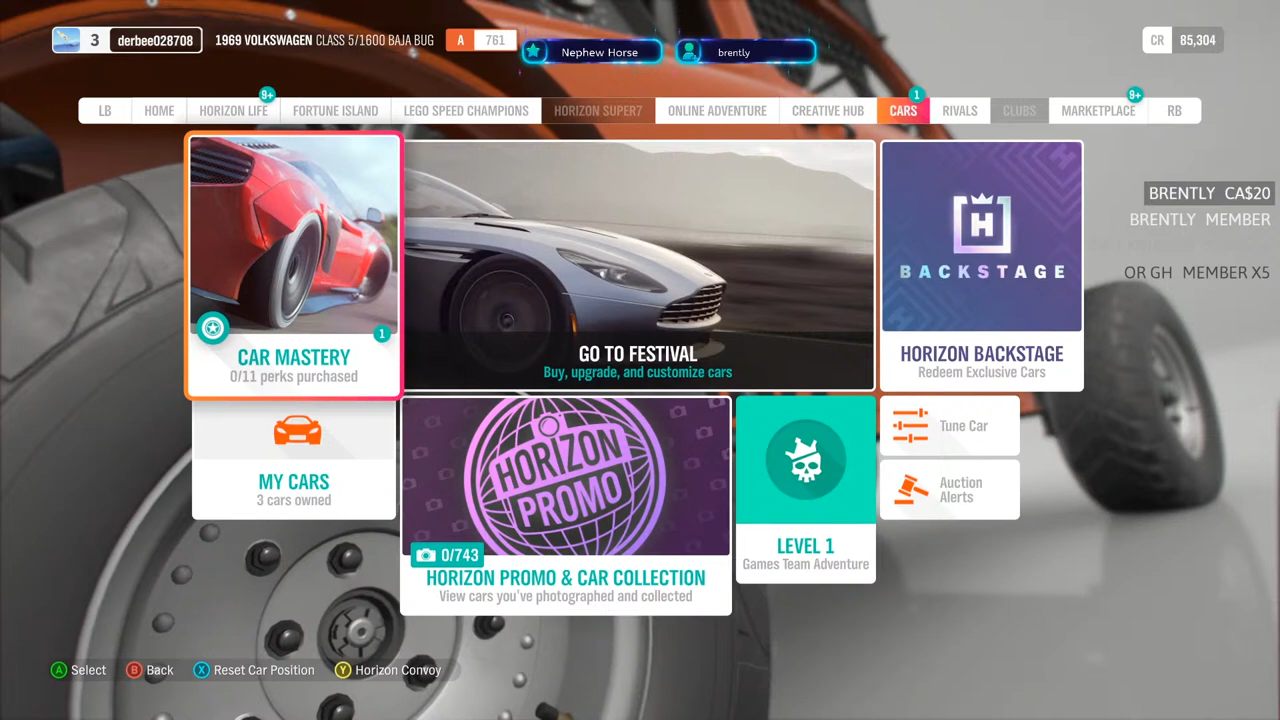 3 derbee028708 1969 VOLKSWAGEN CLASS 5/1600 BAJA BUG A 761
Nephew Horse
brently
CR 85,304
9+
1
9+
LB HOME HORIZON LIFE FORTUNE ISLAND LEGO SPEED CHAMPIONS HORIZON SUPER7 ONLINE ADVENTURE CREATIVE HUB CARS RIVALS CLUBS MARKETPLACE RB
BRENTLY CA$20
BRENTLY MEMBER
OR GH MEMBER X5
1
CAR MASTERY
0/11 perks purchased
GO TO FESTIVAL
Buy, upgrade, and customize cars
H
BACKSTAGE
HORIZON BACKSTAGE
Redeem Exclusive Cars
MY CARS
3 cars owned
HORIZON
PROMO
0/743
HORIZON PROMO & CAR COLLECTION
View cars you've photographed and collected
LEVEL 1
Games Team Adventure
Tune Car
Auction
Alerts
A Select B Back X Reset Car Position Y Horizon Convoy